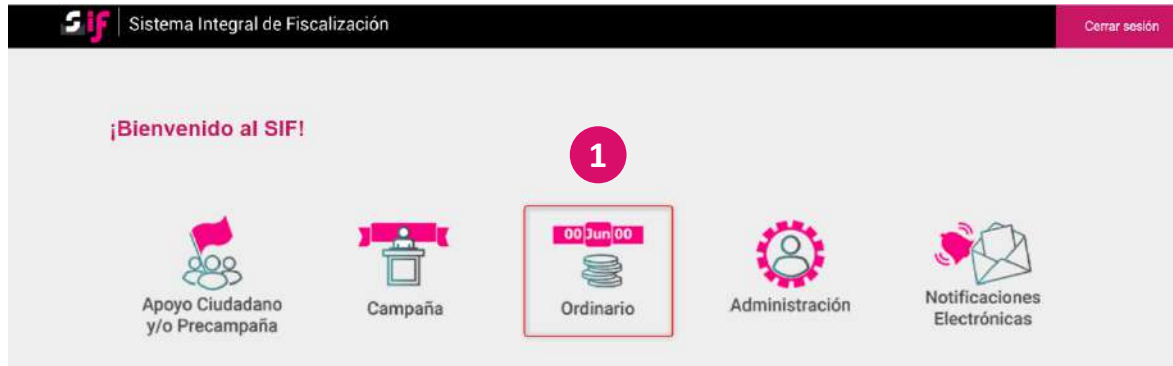 sif Sistema Integral de Fiscalización
Cerrar sesión
¡Bienvenido al SIF!
1
00 Jun 00
Apoyo Ciudadano
y/o Precampaña
Campaña
Ordinario
Administración
Notificaciones
Electrónicas